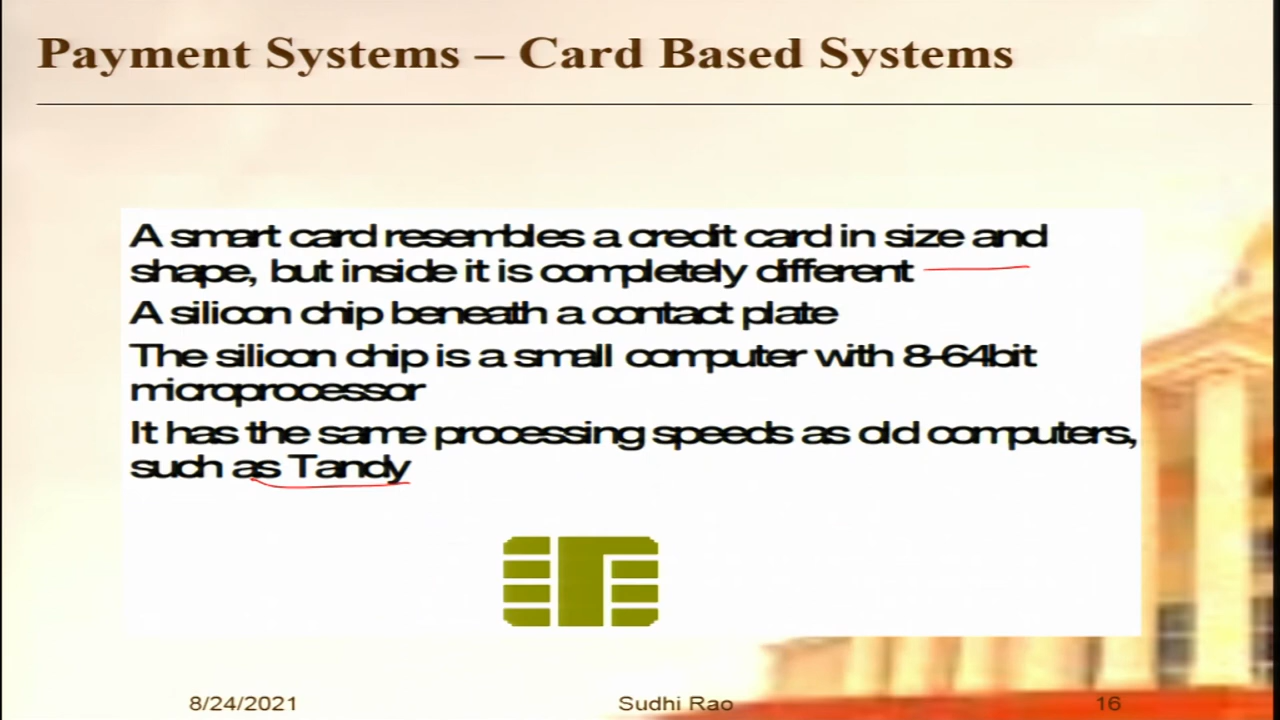 Payment Systems – Card Based Systems
A smart card resembles a credit card in size and
shape, but inside it is completely different
A silicon chip beneath a contact plate
The silicon chip is a small computer with 8-64bit
microprocessor
It has the same processing speeds as old computers,
such as Tandy
8/24/2021
Sudhi Rao
16